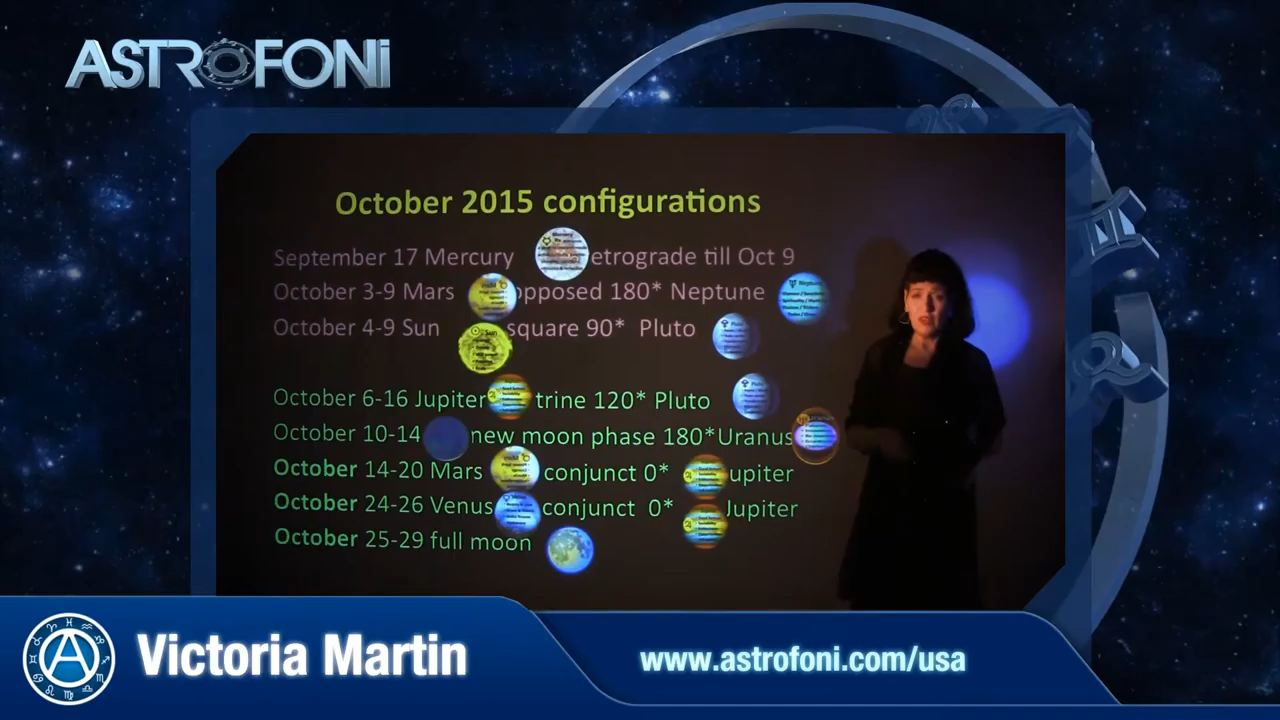 ASTROFONi
October 2015 configurations
September 17 Mercury etrograde till Oct 9
October 3-9 Mars opposed 180* Neptune
October 4-9 Sun square 90* Pluto
October 6-16 Jupiter trine 120* Pluto
October 10-14 new moon phase 180*Uranus
October 14-20 Mars conjunct 0* upiter
October 24-26 Venus conjunct 0* Jupiter
October 25-29 full moon
Victoria Martin
www.astrofoni.com/usa